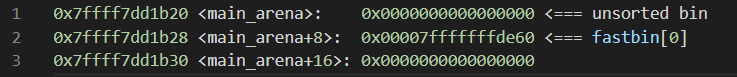 1 0x7ffff7dd1b20 <main_arena>: 0x0000000000000000 <=== unsorted bin
2 0x7ffff7dd1b28 <main_arena+8>: 0x00007fffffffde60 <=== fastbin[0]
3 0x7ffff7dd1b30 <main_arena+16>: 0x0000000000000000